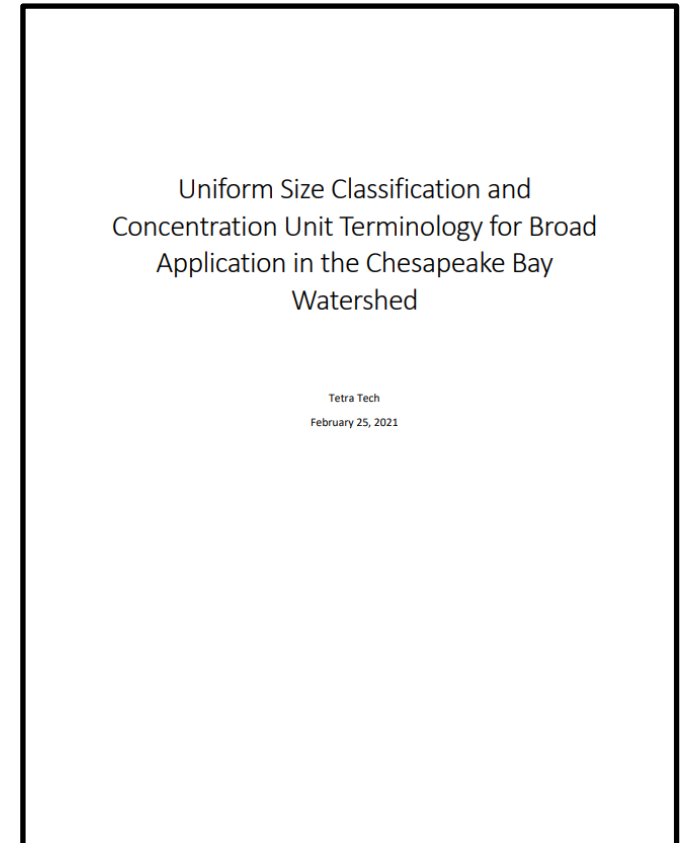 Uniform Size Classification and
Concentration Unit Terminology for Broad
Application in the Chesapeake Bay
Watershed
Tetra Tech
February 25, 2021